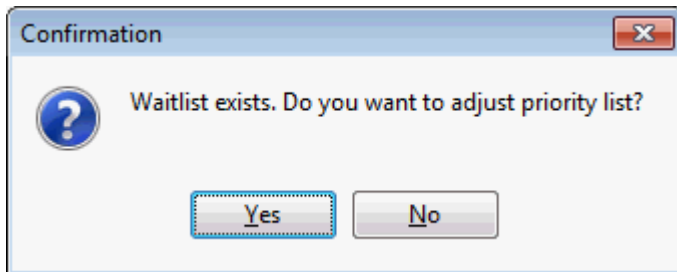 Confirmation
Waitlist exists. Do you want to adjust priority list?
Yes
No